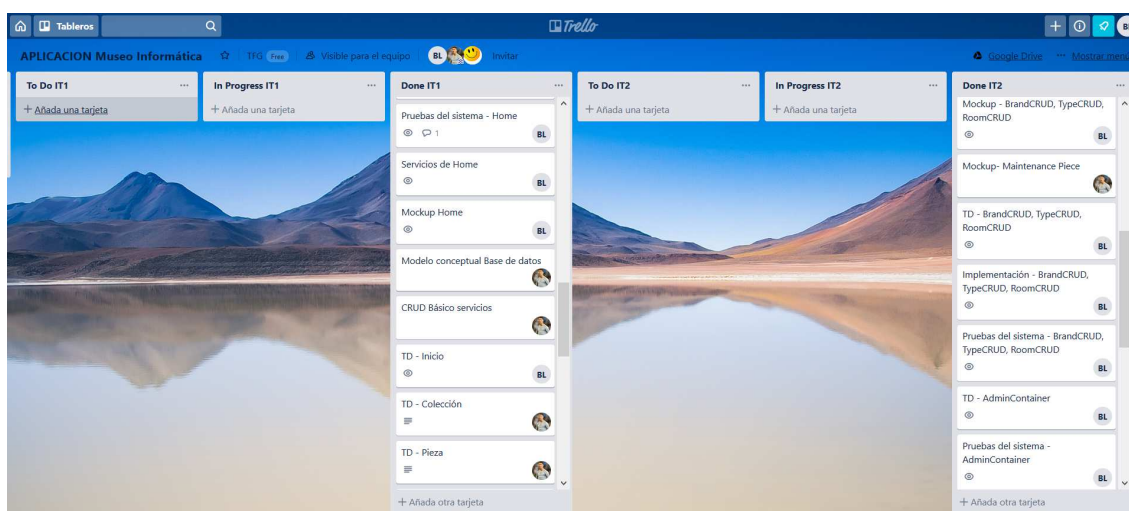 Tableros
Trello
BL
APLICACION Museo Informática
TFG Free
Visible para el equipo
BL
Invitar
Google Drive
Mostrar menú
To Do IT1
+ Añada una tarjeta
In Progress IT1
+ Añada una tarjeta
Done IT1
Pruebas del sistema - Home
1
BL
Servicios de Home
BL
Mockup Home
BL
Modelo conceptual Base de datos
CRUD Básico servicios
TD - Inicio
BL
TD - Colección
TD - Pieza
+ Añada otra tarjeta
To Do IT2
+ Añada una tarjeta
In Progress IT2
+ Añada una tarjeta
Done IT2
Mockup - BrandCRUD, TypeCRUD,
RoomCRUD
BL
Mockup- Maintenance Piece
TD - BrandCRUD, TypeCRUD,
RoomCRUD
BL
Implementación - BrandCRUD,
TypeCRUD, RoomCRUD
BL
Pruebas del sistema - BrandCRUD,
TypeCRUD, RoomCRUD
BL
TD - AdminContainer
BL
Pruebas del sistema -
AdminContainer
BL
+ Añada otra tarjeta